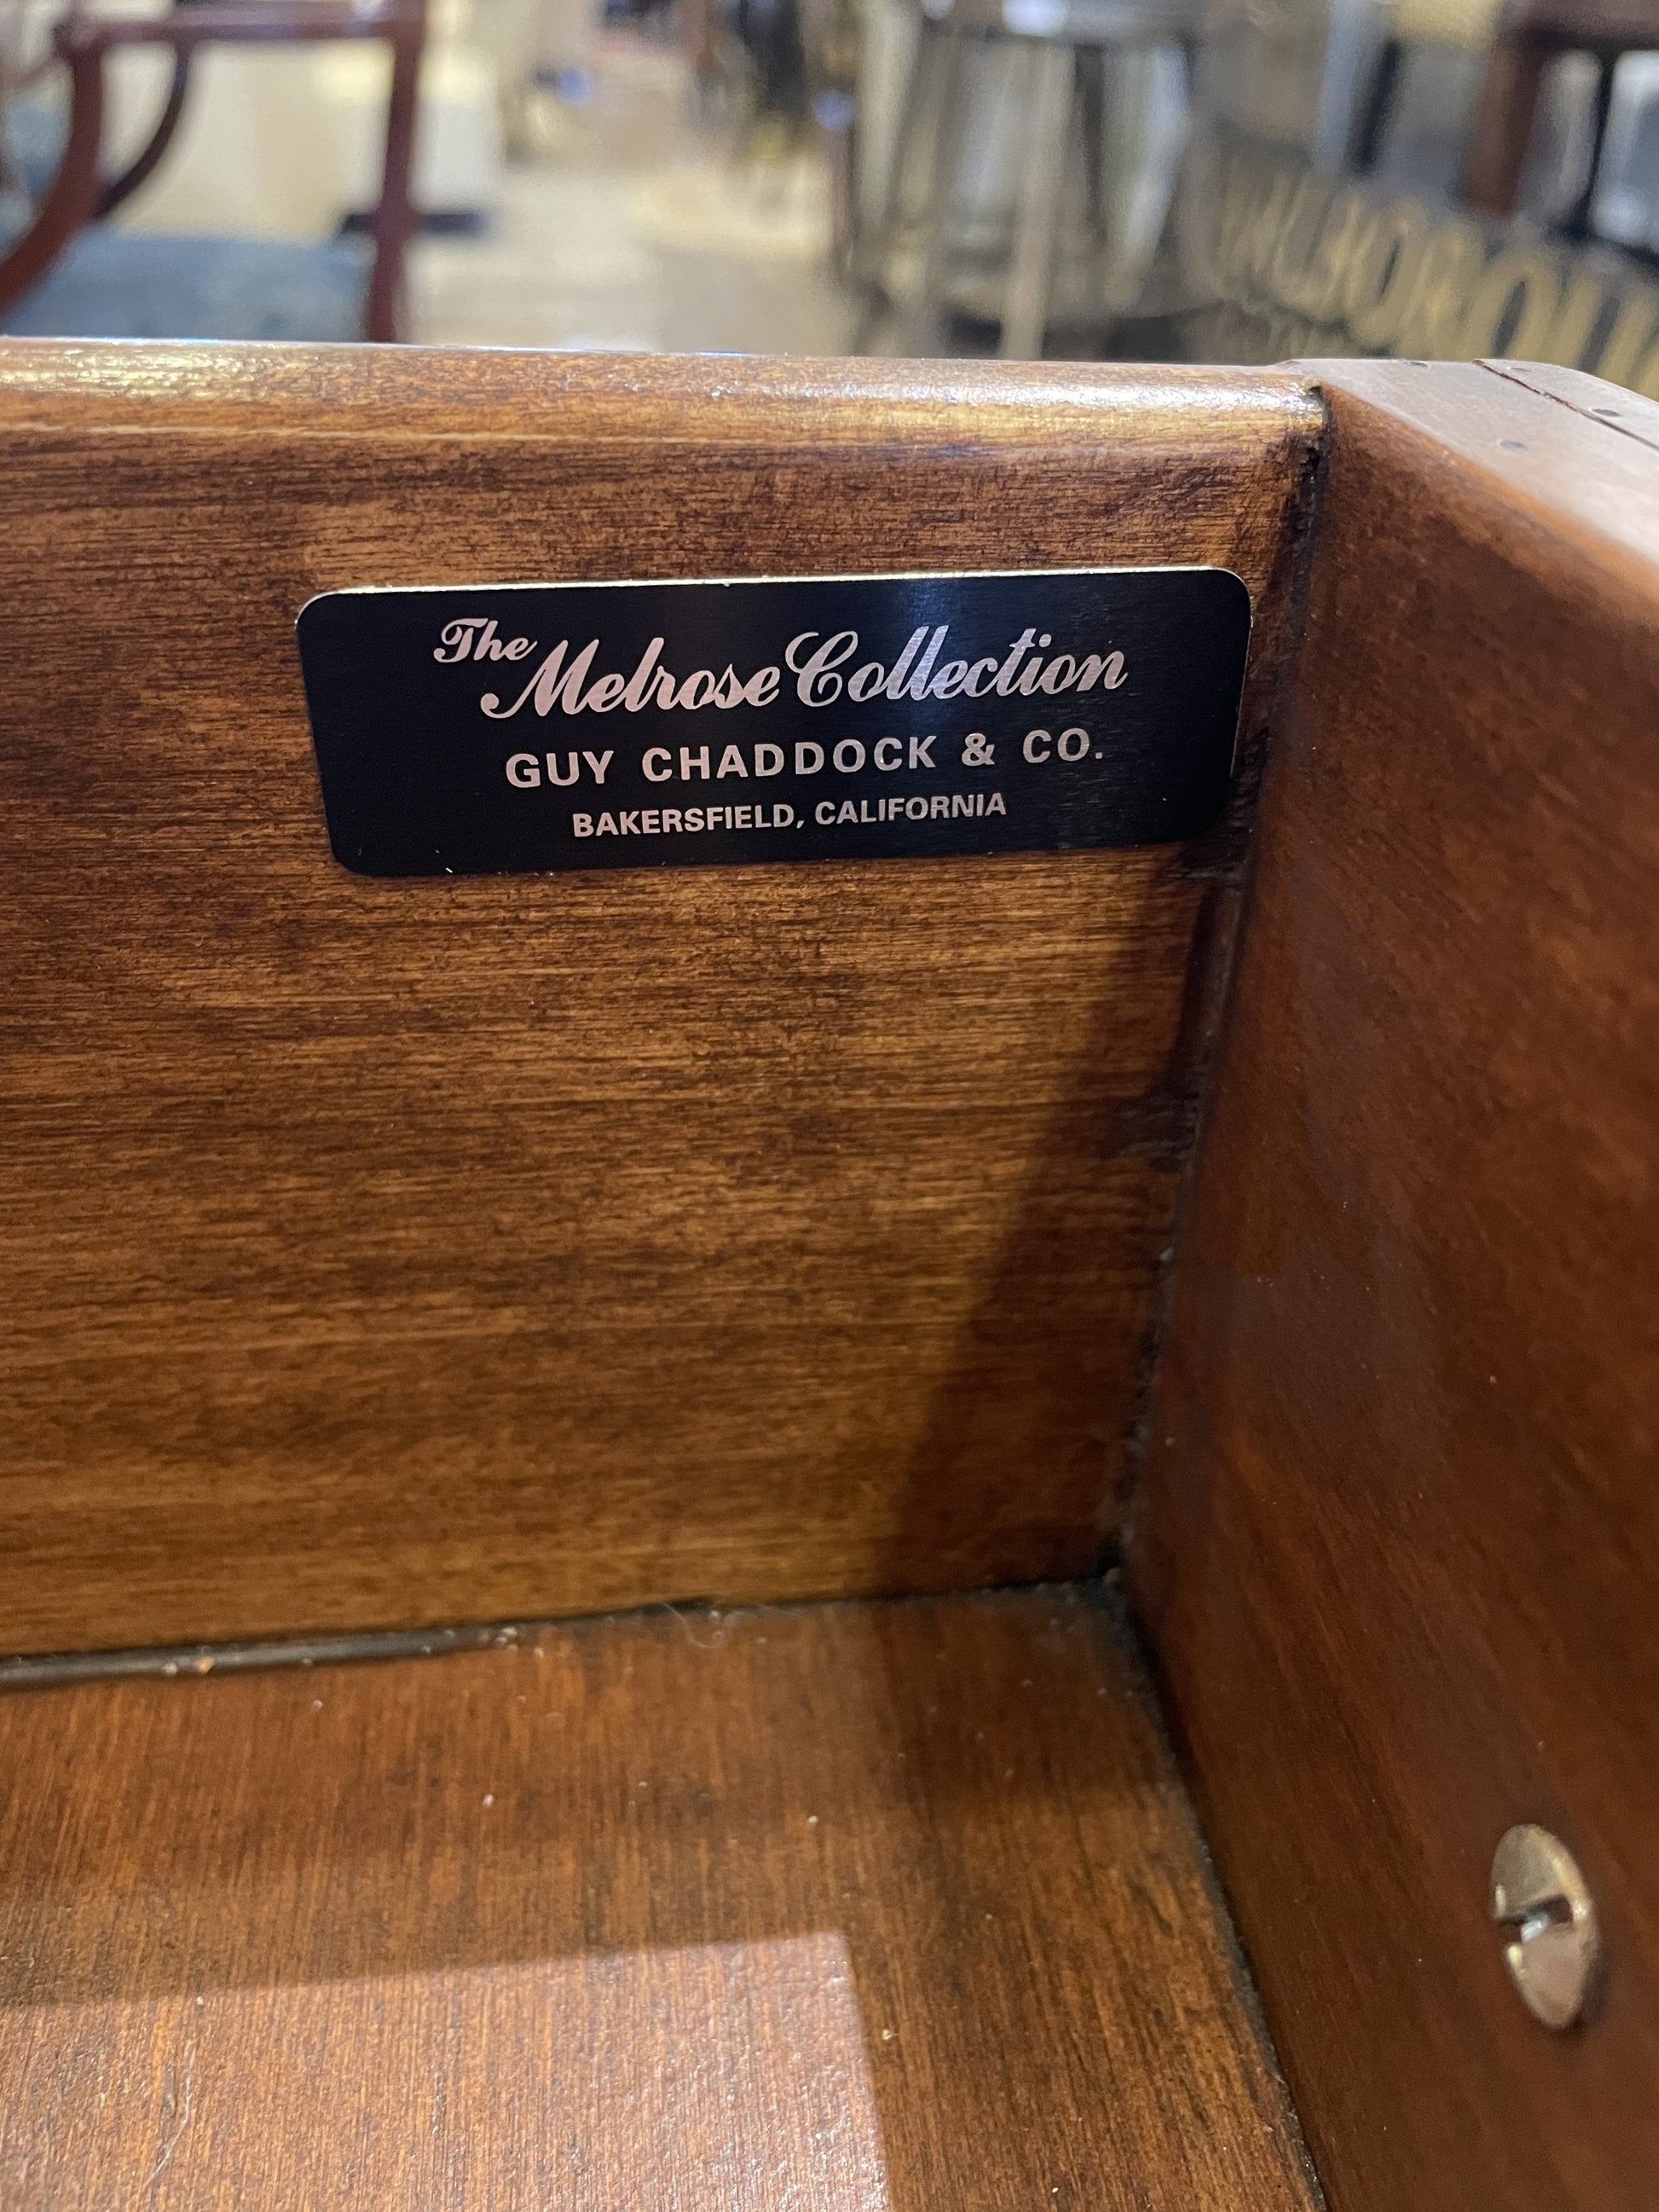 The Melrose Collection
GUY CHADDOCK & CO.
BAKERSFIELD, CALIFORNIA